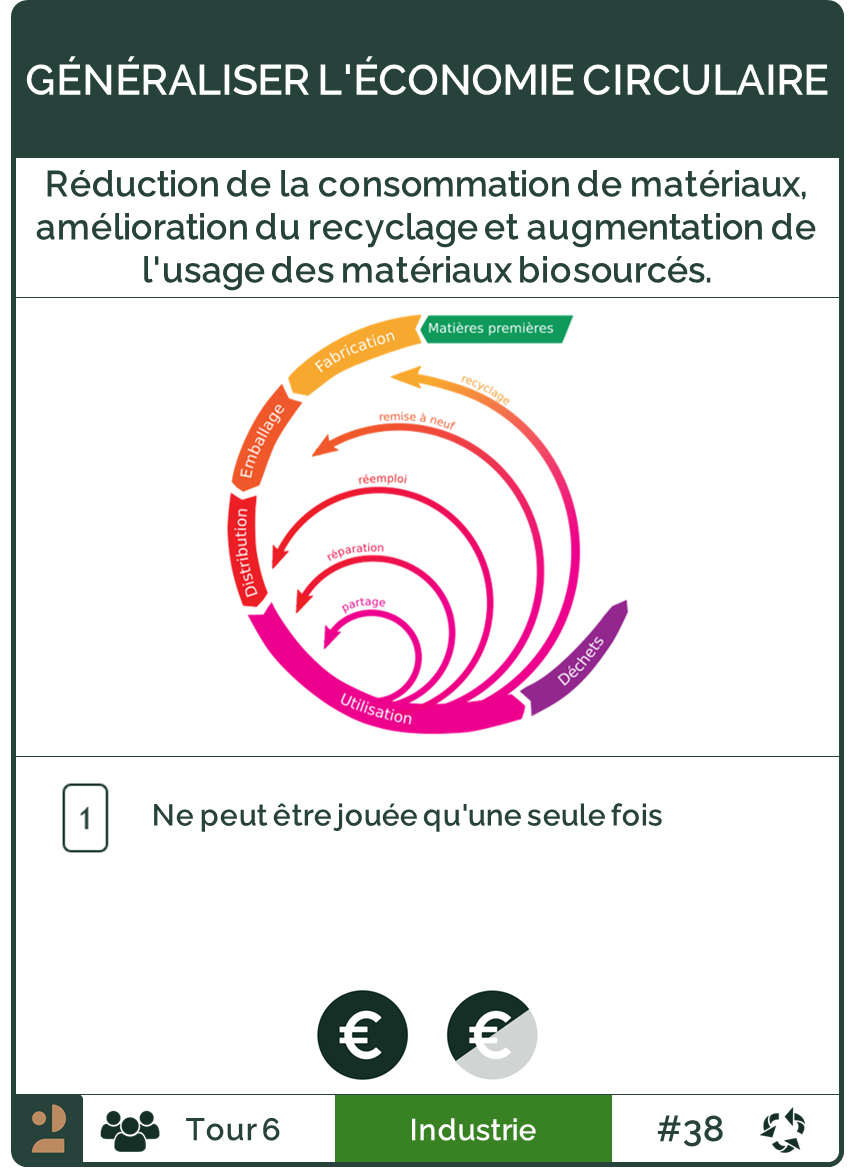 GÉNÉRALISER L'ÉCONOMIE CIRCULAIRE
Réduction de la consommation de matériaux,
amélioration du recyclage et augmentation de
l'usage des matériaux biosourcés.
Matières premières
Fabrication
recyclage
Emballage
remise à neuf
réemploi
Distribution
réparation
partage
Déchets
Utilisation
1
Ne peut être jouée qu'une seule fois
€ €
Tour 6
Industrie
#38